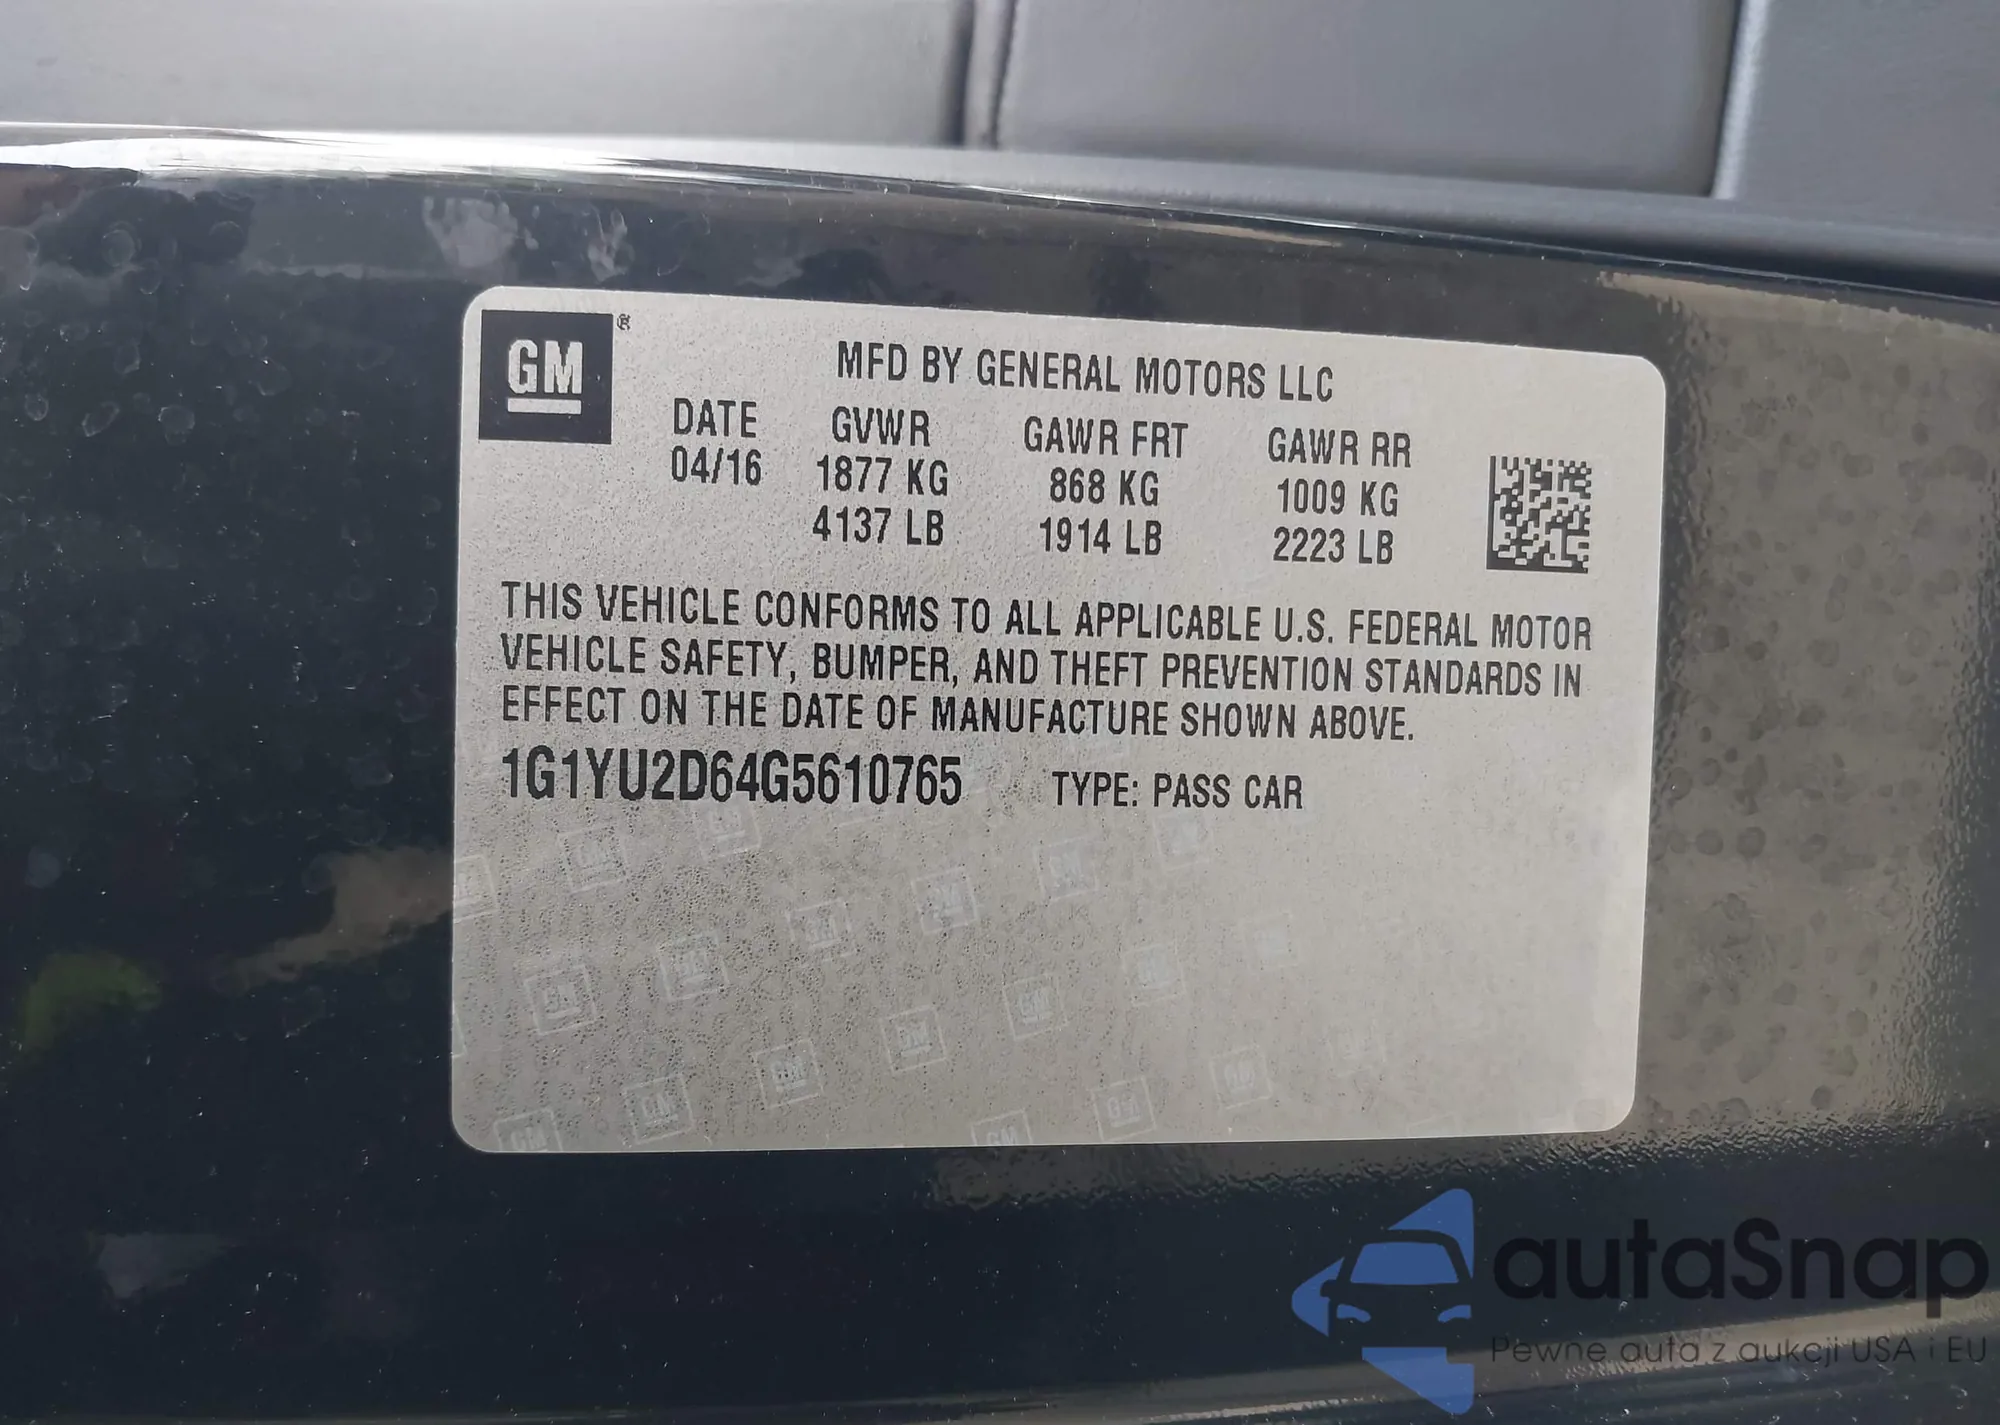 GM®
MFD BY GENERAL MOTORS LLC
DATE GVWR GAWR FRT GAWR RR
04/16 1877 KG 868 KG 1009 KG
4137 LB 1914 LB 2223 LB
THIS VEHICLE CONFORMS TO ALL APPLICABLE U.S. FEDERAL MOTOR
VEHICLE SAFETY, BUMPER, AND THEFT PREVENTION STANDARDS IN
EFFECT ON THE DATE OF MANUFACTURE SHOWN ABOVE.
1G1YU2D64G5610765 TYPE: PASS CAR
autaSnap
Pewne auta z aukcji USA i EU